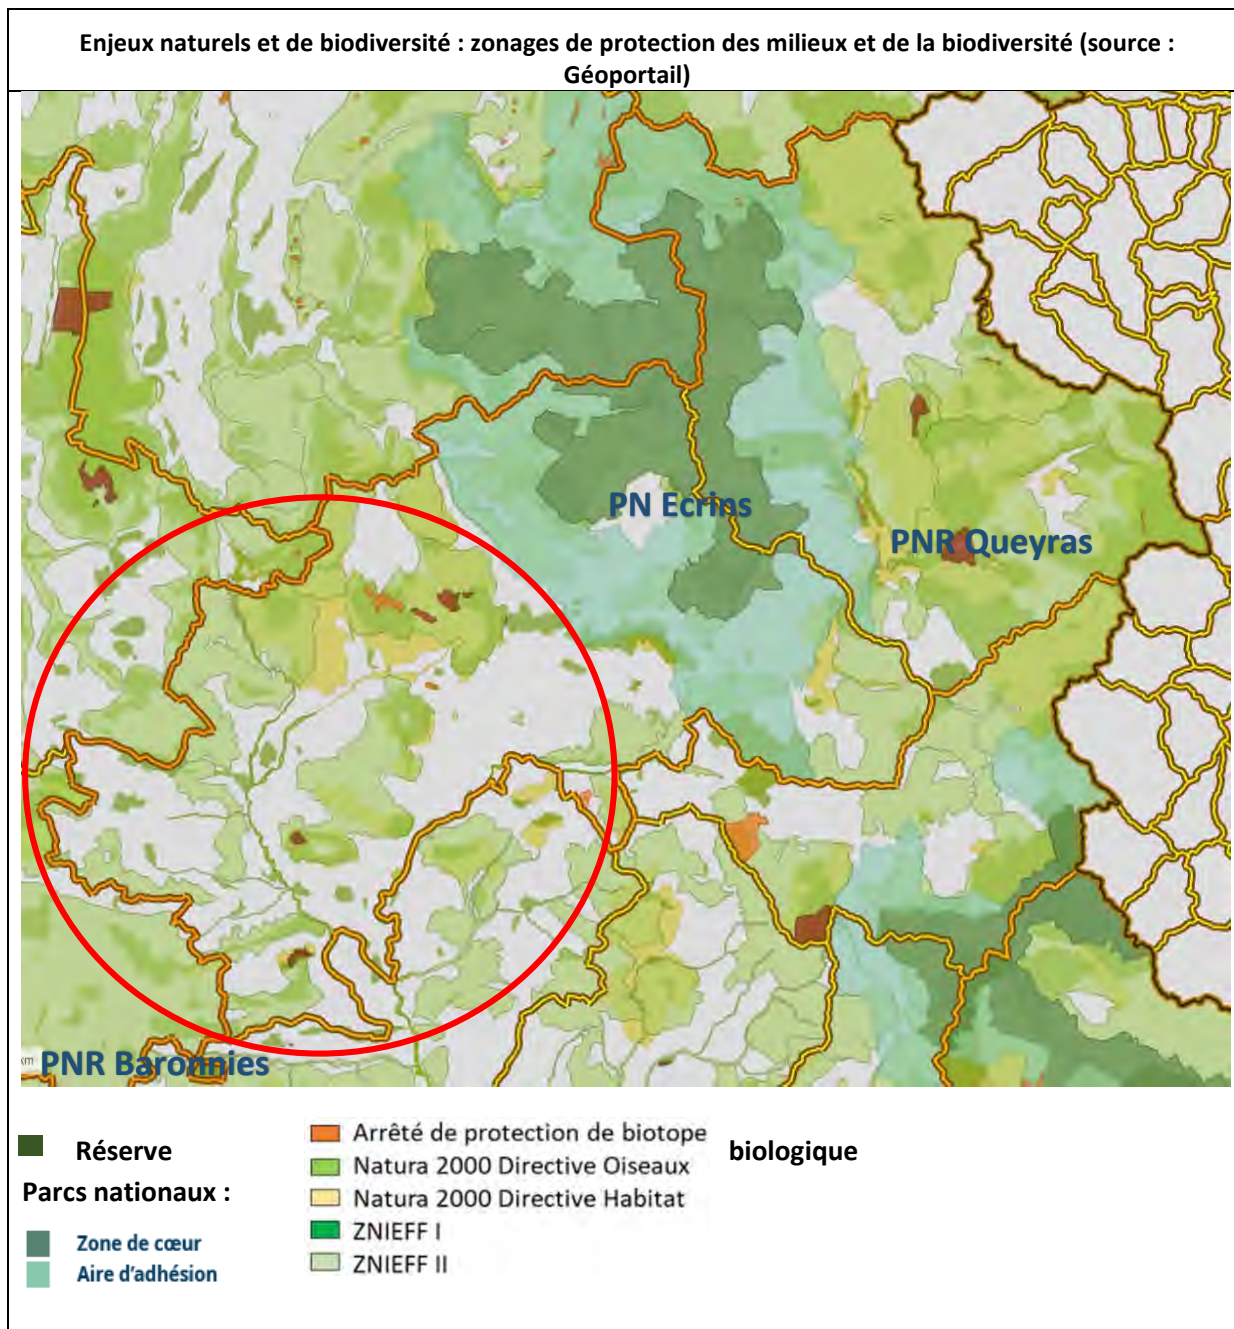 Enjeux naturels et de biodiversité : zonages de protection des milieux et de la biodiversité (source :
Géoportail)
PN Ecrins
PNR Queyras
km
PNR Baronnies
Réserve biologique
Parcs nationaux :
Zone de cœur
Aire d'adhésion
Arrêté de protection de biotope
Natura 2000 Directive Oiseaux
Natura 2000 Directive Habitat
ZNIEFF I
ZNIEFF II